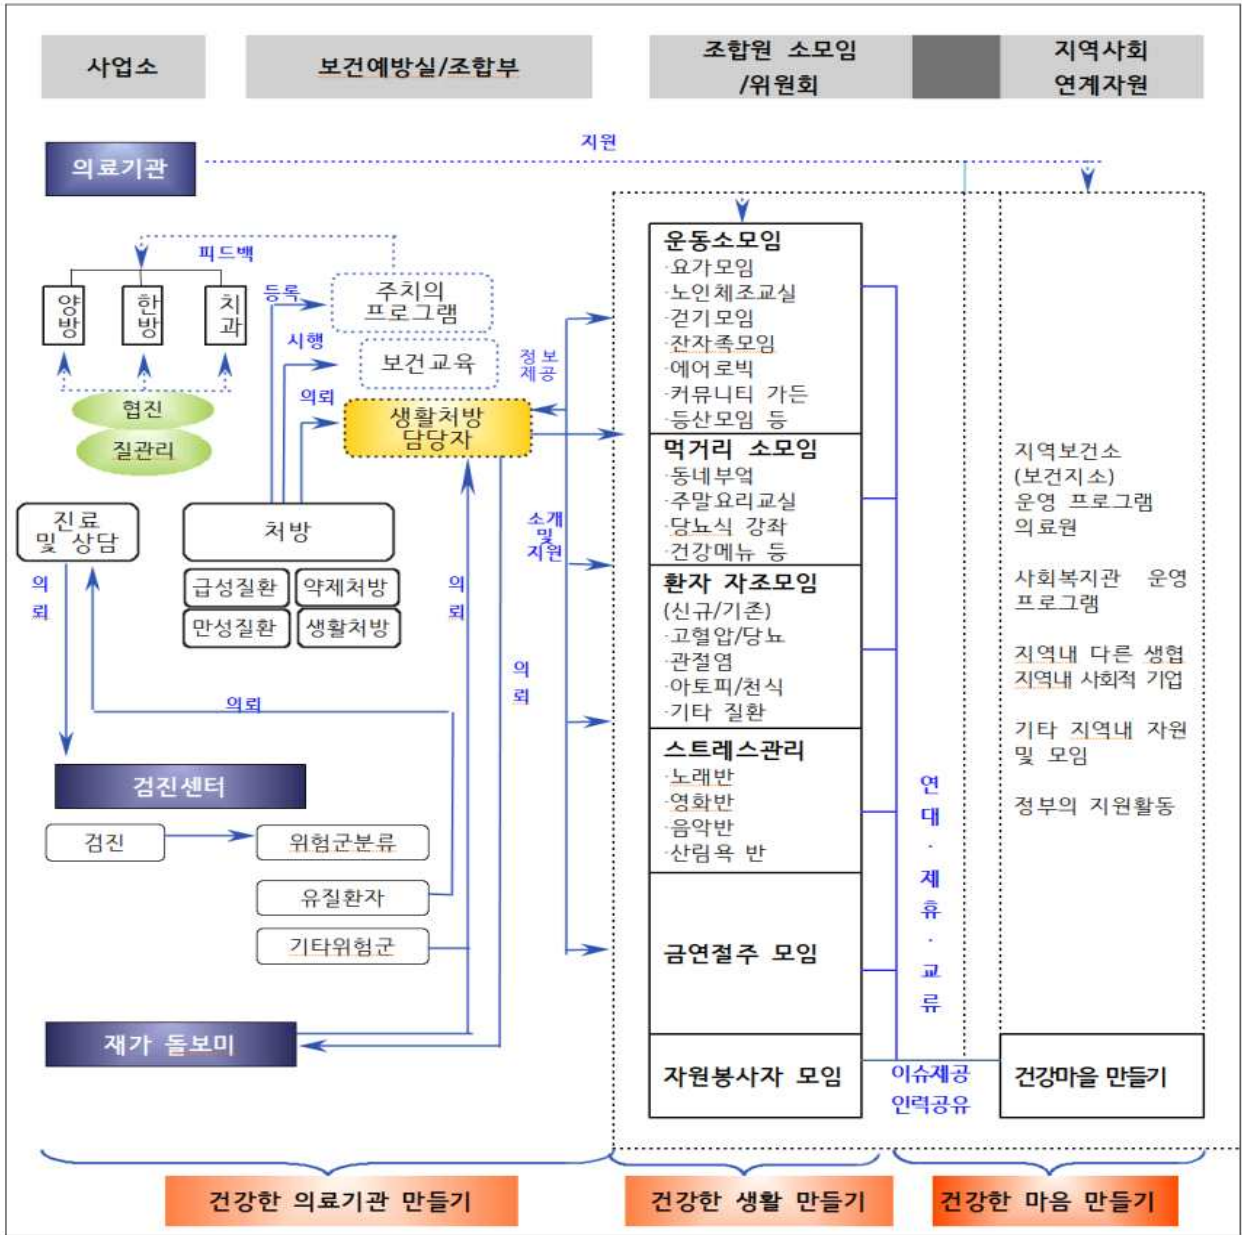 사업소
보건예방실/조합부
조합원 소모임
/위원회
지역사회
연계자원
의료기관
지원
피드백
양방
한방
치과
협진
질관리
등록
주치의
프로그램
시행
보건교육
의뢰
생활처방
담당자
정보
제공
진료
및 상담
처방
급성질환
약제처방
만성질환
생활처방
의뢰
의뢰
의뢰
의뢰
소개
및
지원
검진센터
검진
위험군분류
유질환자
기타위험군
재가 돌보미
운동소모임
·요가모임
·노인체조교실
·걷기모임
·잔자족모임
·에어로빅
·커뮤니티 가든
·등산모임 등
먹거리 소모임
·동네부엌
·주말요리교실
·당뇨식 강좌
·건강메뉴 등
환자 자조모임
(신규/기존)
·고혈압/당뇨
·관절염
·아토피/천식
·기타 질환
스트레스관리
·노래반
·영화반
·음악반
·산림욕 반
금연절주 모임
자원봉사자 모임
연대·제휴·교류
이슈제공
인력공유
지역보건소
(보건지소)
운영 프로그램
의료원
사회복지관 운영
프로그램
지역내 다른 생협
지역내 사회적 기업
기타 지역내 자원
및 모임
정부의 지원활동
건강마을 만들기
건강한 의료기관 만들기
건강한 생활 만들기
건강한 마음 만들기